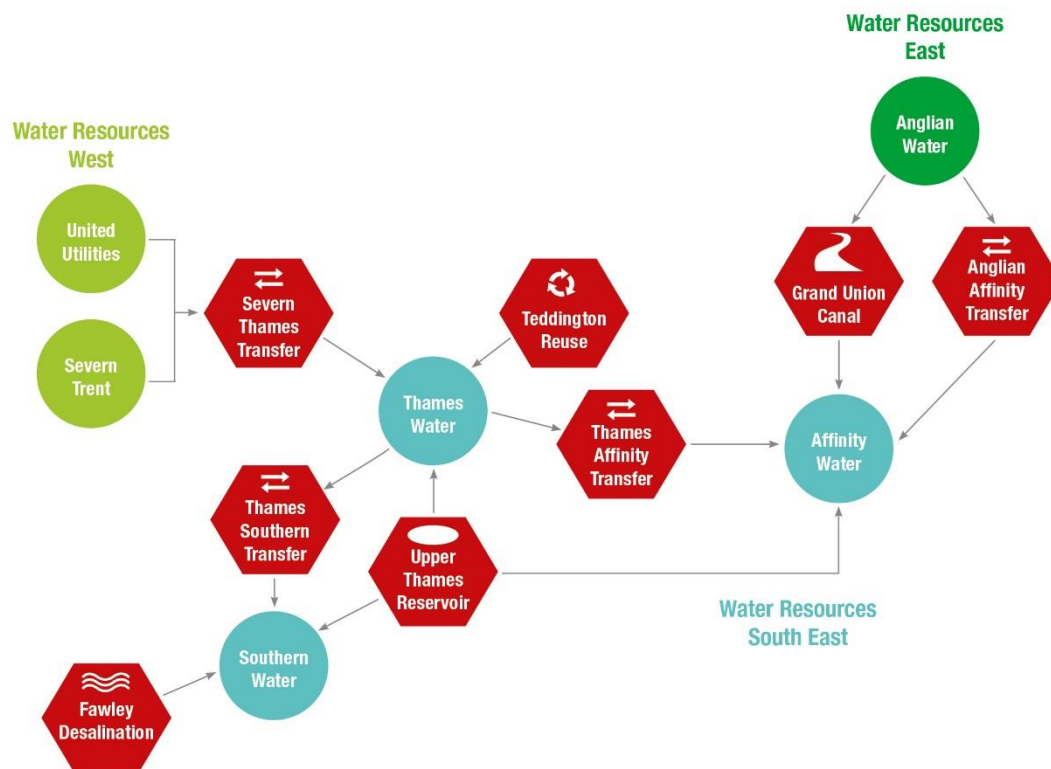 Water Resources
East
Anglian
Water
Water Resources
West
United
Utilities
Severn
Thames
Transfer
Teddington
Reuse
Grand Union
Canal
Anglian
Affinity
Transfer
Severn
Trent
Thames
Water
Thames
Affinity
Transfer
Affinity
Water
Thames
Southern
Transfer
Upper
Thames
Reservoir
Water Resources
South East
Southern
Water
Fawley
Desalination